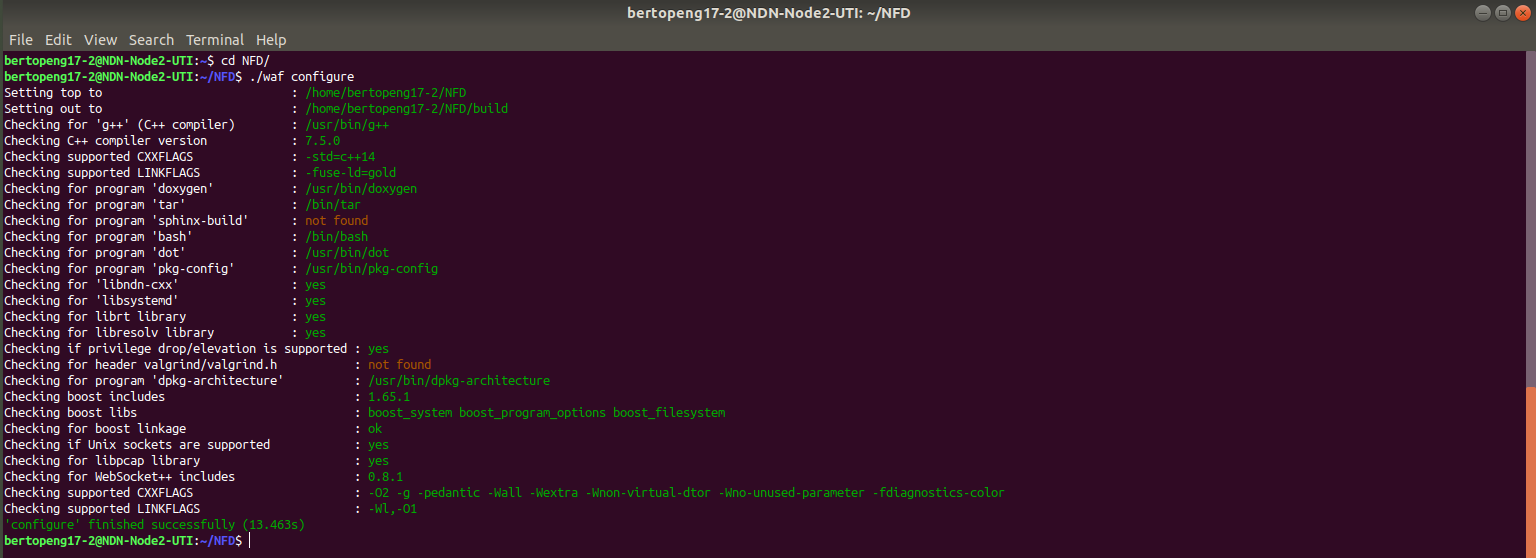 bertopeng17-2@NDN-Node2-UTI: ~/NFD
File Edit View Search Terminal Help
bertopeng17-2@NDN-Node2-UTI:~$ cd NFD/
bertopeng17-2@NDN-Node2-UTI:~/NFD$ ./waf configure
Setting top to                           : /home/bertopeng17-2/NFD
Setting out to                           : /home/bertopeng17-2/NFD/build
Checking for 'g++' (C++ compiler)        : /usr/bin/g++
Checking C++ compiler version            : 7.5.0
Checking supported CXXFLAGS              : -std=c++14
Checking supported LINKFLAGS             : -fuse-ld=gold
Checking for program 'doxygen'           : /usr/bin/doxygen
Checking for program 'tar'               : /bin/tar
Checking for program 'sphinx-build'      : not found
Checking for program 'bash'              : /bin/bash
Checking for program 'dot'               : /usr/bin/dot
Checking for program 'pkg-config'        : /usr/bin/pkg-config
Checking for 'libndn-cxx'                : yes
Checking for 'libsystemd'                : yes
Checking for librt library               : yes
Checking for libresolv library           : yes
Checking if privilege drop/elevation is supported : yes
Checking for header valgrind/valgrind.h           : not found
Checking for program 'dpkg-architecture'          : /usr/bin/dpkg-architecture
Checking boost includes                           : 1.65.1
Checking boost libs                               : boost_system boost_program_options boost_filesystem
Checking for boost linkage                        : ok
Checking if Unix sockets are supported            : yes
Checking for libpcap library                      : yes
Checking for WebSocket++ includes                 : 0.8.1
Checking supported CXXFLAGS                       : -O2 -g -pedantic -Wall -Wextra -Wnon-virtual-dtor -Wno-unused-parameter -fdiagnostics-color
Checking supported LINKFLAGS                      : -Wl,-O1
'configure' finished successfully (13.463s)
bertopeng17-2@NDN-Node2-UTI:~/NFD$